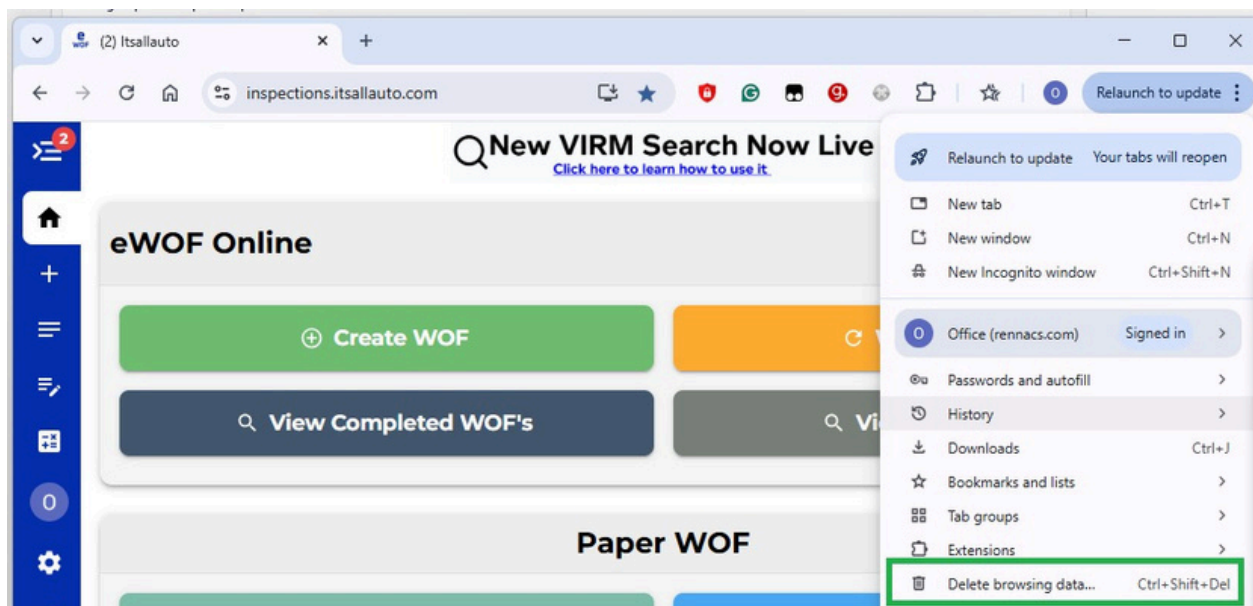 e
WOF
(2) Itsallauto
inspections.itsallauto.com
g.
O
Relaunch to update
2
New VIRM Search Now Live
Click here to learn how to use it
eWOF Online
Create WOF
View Completed WOF's
O
Paper WOF
Relaunch to update Your tabs will reopen
New tab Ctrl+T
New window Ctrl+N
New Incognito window Ctrl+Shift+N
O Office (rennacs.com) Signed in
Passwords and autofill
History
Downloads Ctrl+J
Bookmarks and lists
Tab groups
Extensions
Delete browsing data... Ctrl+Shift+Del